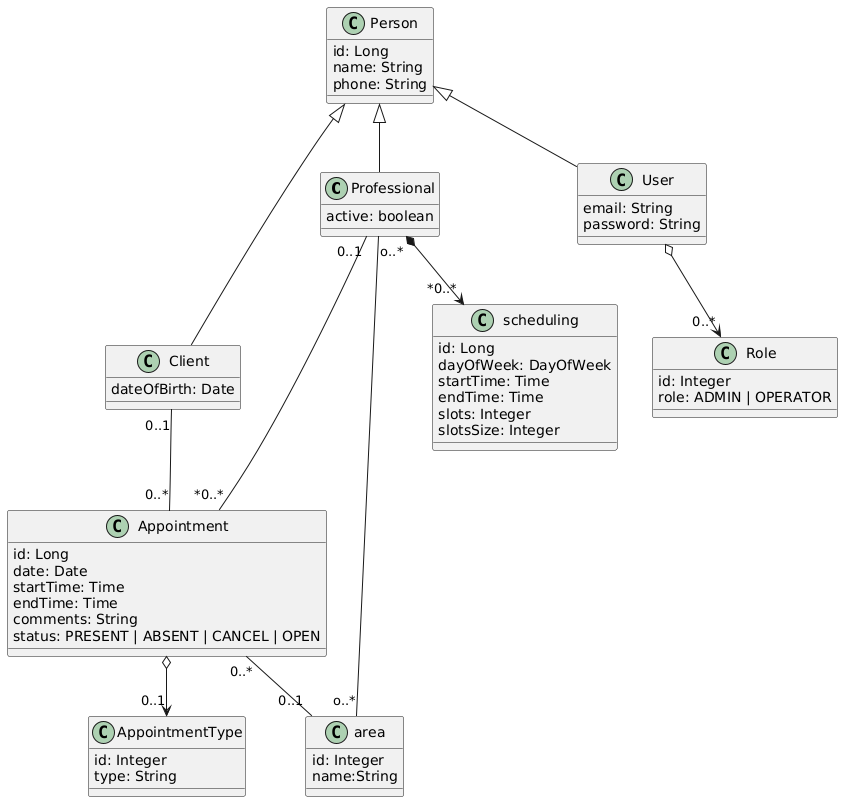 C Person
id: Long
name: String
phone: String
C Professional
active: boolean
C User
email: String
password: String
0..1
o..*
*0..*
0..*
C scheduling
id: Long
dayOfWeek: DayOfWeek
startTime: Time
endTime: Time
slots: Integer
slotsSize: Integer
C Role
id: Integer
role: ADMIN | OPERATOR
C Client
dateOfBirth: Date
0..1
0..*
*0..*
C Appointment
id: Long
date: Date
startTime: Time
endTime: Time
comments: String
status: PRESENT | ABSENT | CANCEL | OPEN
0..*
0..1
0..1
o..*
C AppointmentType
id: Integer
type: String
C area
id: Integer
name:String